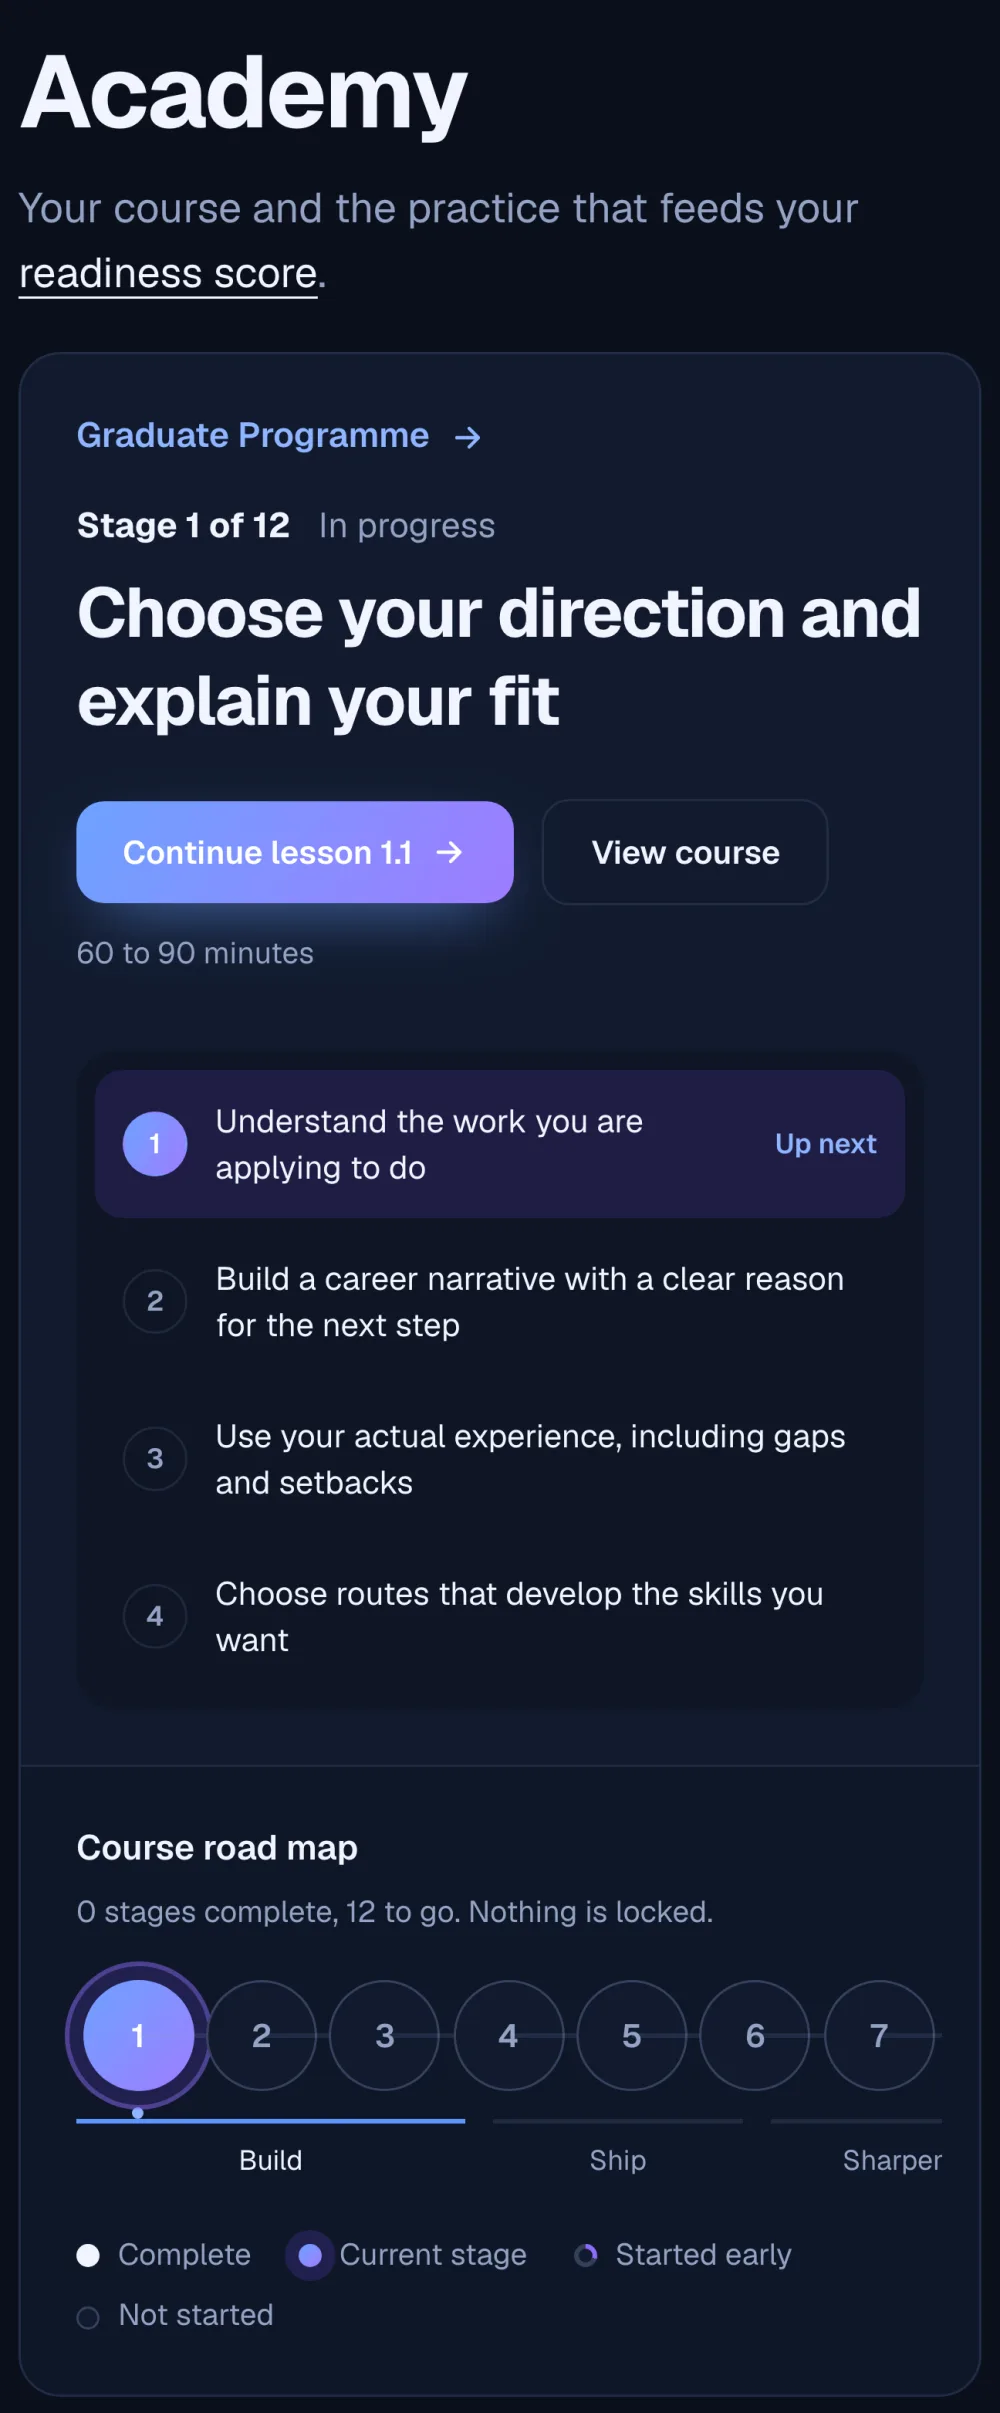 Academy
Your course and the practice that feeds your
readiness score.
Graduate Programme →
Stage 1 of 12 In progress
Choose your direction and
explain your fit
Continue lesson 1.1 →
View course
60 to 90 minutes
1 Understand the work you are
applying to do
Up next
2 Build a career narrative with a clear reason
for the next step
3 Use your actual experience, including gaps
and setbacks
4 Choose routes that develop the skills you
want
Course road map
0 stages complete, 12 to go. Nothing is locked.
1 2 3 4 5 6 7
Build Ship Sharper
Complete Current stage Started early
Not started